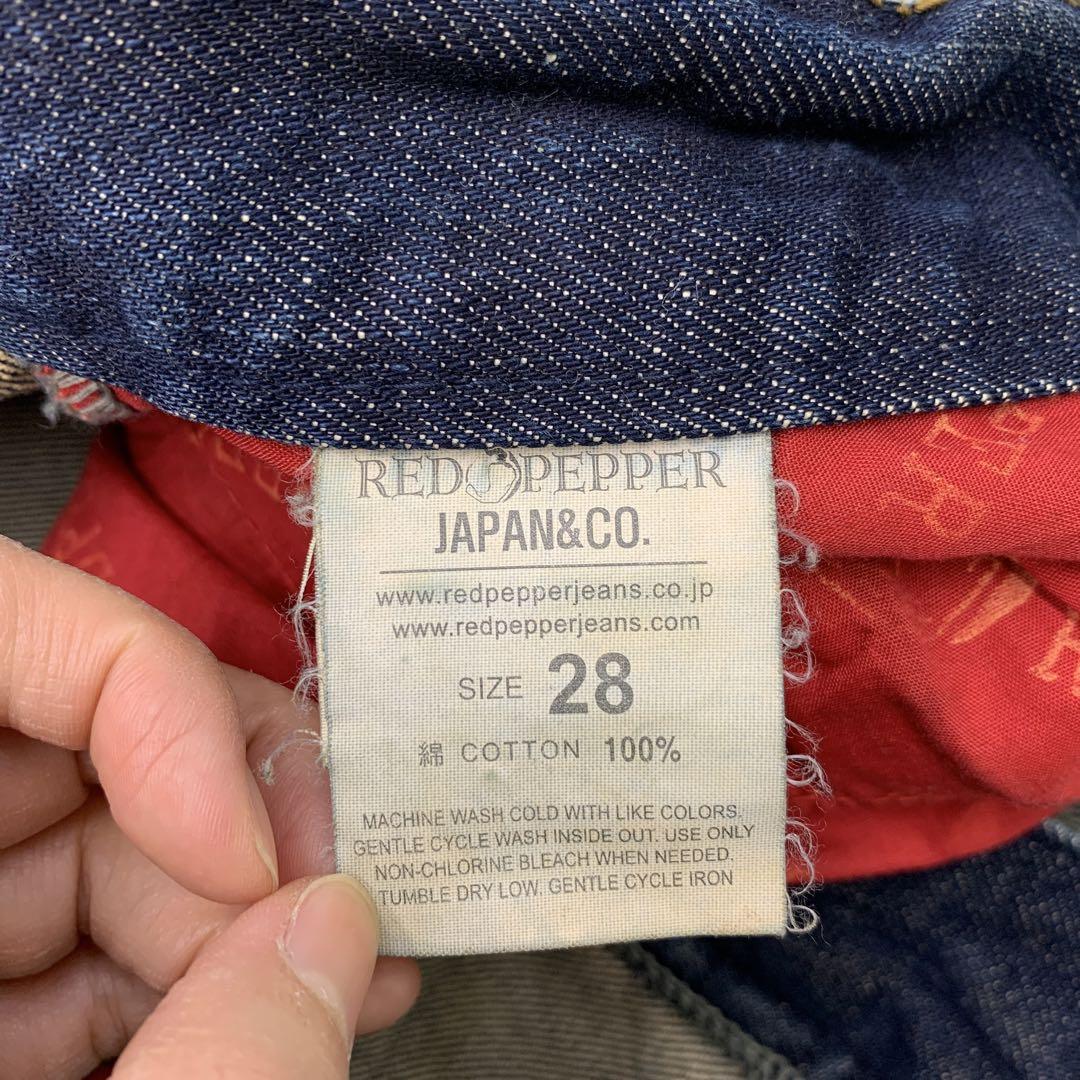 RED PEPPER
JAPAN&CO.
www.redpepperjeans.co.jp
www.redpepperjeans.com
SIZE 28
綿 COTTON 100%
MACHINE WASH COLD WITH LIKE COLORS.
GENTLE CYCLE WASH INSIDE OUT. USE ONLY
NON-CHLORINE BLEACH WHEN NEEDED.
TUMBLE DRY LOW. GENTLE CYCLE IRON